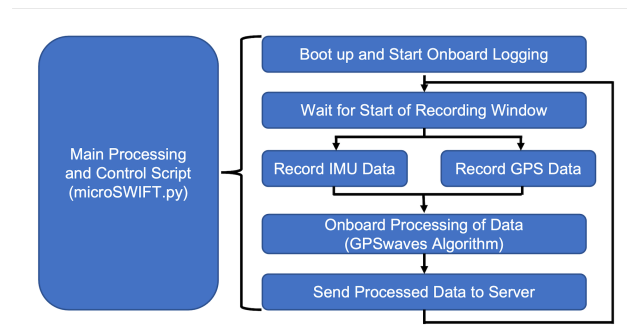 Main Processing
and Control Script
(microSWIFT.py)
Boot up and Start Onboard Logging
Wait for Start of Recording Window
Record IMU Data
Record GPS Data
Onboard Processing of Data
(GPSwaves Algorithm)
Send Processed Data to Server